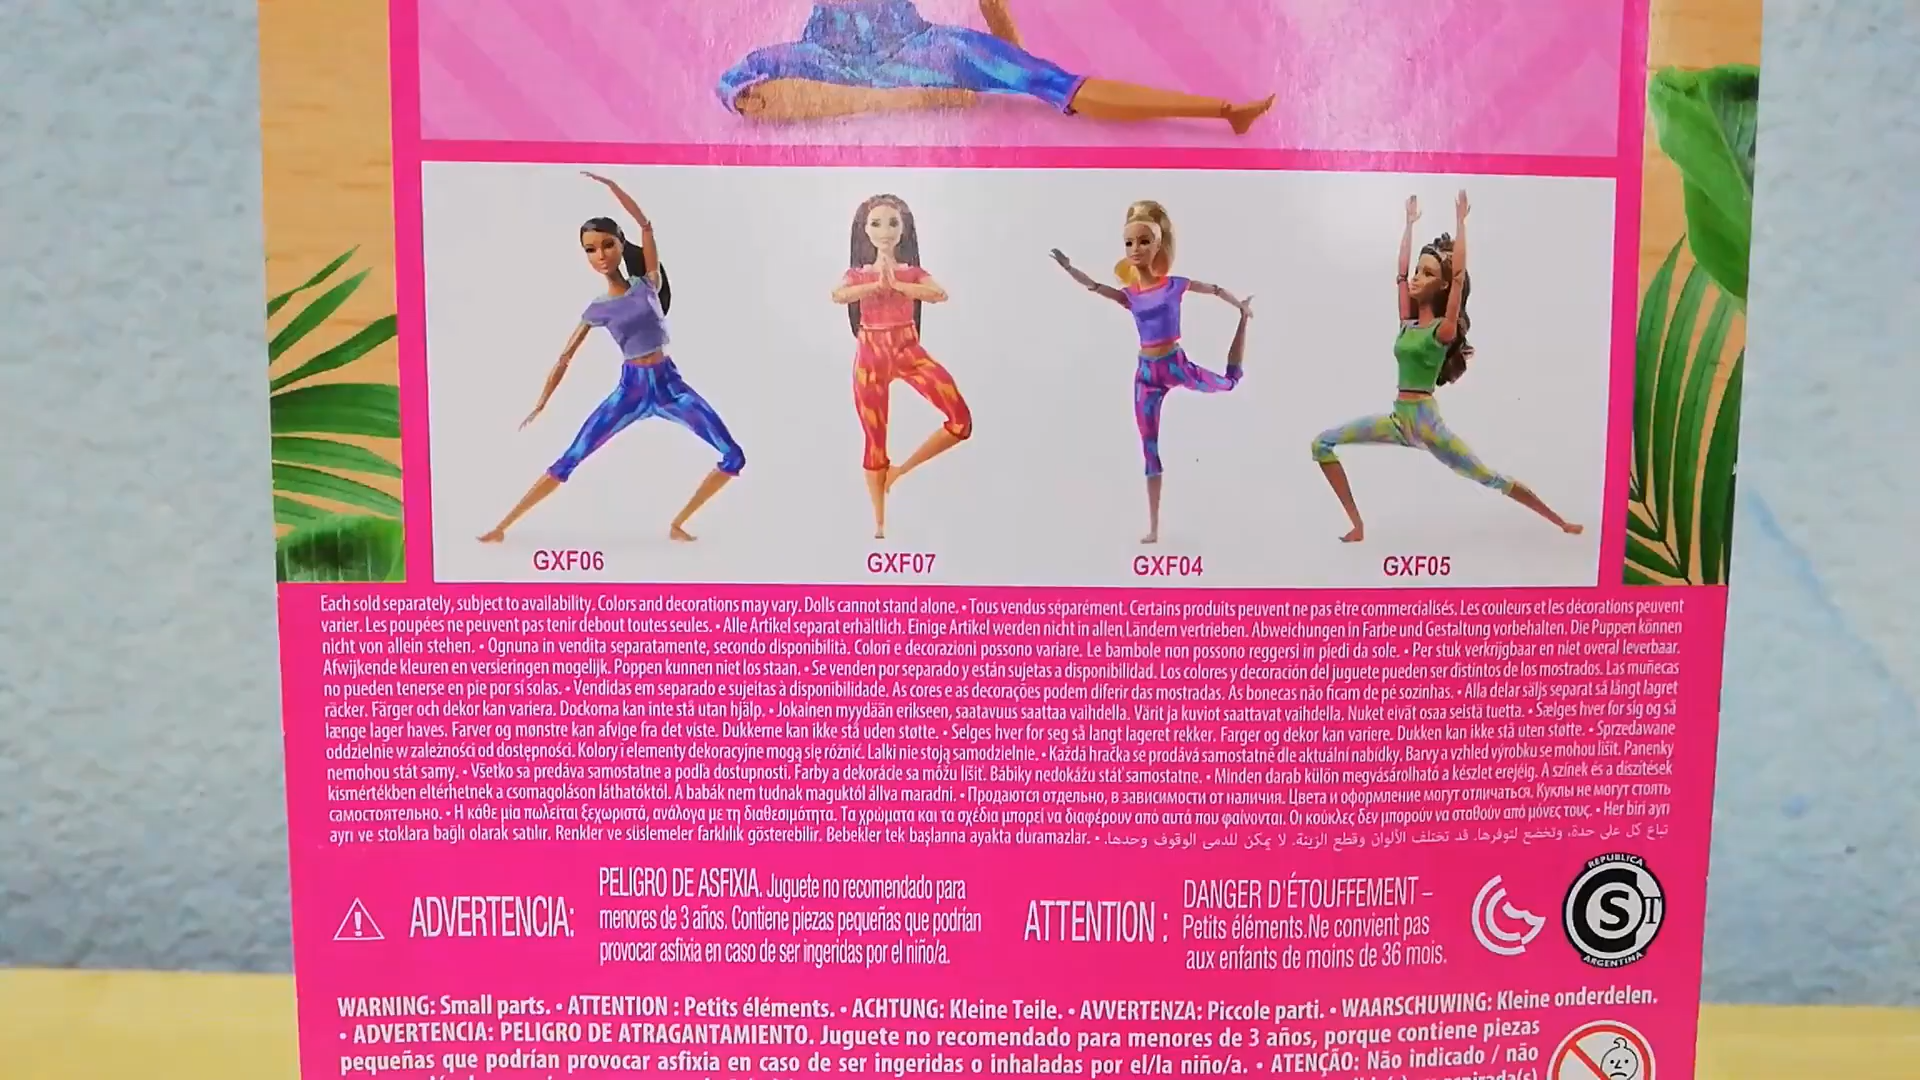 GXF06 GXF07 GXF04 GXF05
Each sold separately, subject to availability. Colors and decorations may vary. Dolls cannot stand alone. • Tous vendus séparément. Certains produits peuvent ne pas être commercialisés. Les couleurs et les décorations peuvent
varier. Les poupées ne peuvent pas tenir debout toutes seules. • Alle Artikel separat erhältlich. Einige Artikel werden nicht in allen Ländern vertrieben. Abweichungen in Farbe und Gestaltung vorbehalten. Die Puppen können
nicht von allein stehen. • Ognuna in vendita separatamente, secondo disponibilità. Colori e decorazioni possono variare. Le bambole non possono reggersi in piedi da sole. • Per stuk verkrijgbaar en niet overal leverbaar.
Afwijkende kleuren en versieringen mogelijk. Poppen kunnen niet los staan. • Se venden por separado y están sujetas a disponibilidad. Los colores y decoración del juguete pueden ser distintos de los mostrados. Las muñecas
no pueden tenerse en pie por sí solas. • Vendidas em separado e sujeitas à disponibilidade. As cores e as decorações podem diferir das mostradas. As bonecas não ficam de pé sozinhas. • Alla delar säljs separat så långt lagret
räcker. Färger och dekor kan variera. Dockorna kan inte stå utan hjälp. • Jokainen myydään erikseen, saatavuus saattaa vaihdella. Värit ja kuviot saattavat vaihdella. Nuket eivät osaa seistä tuetta. • Sælges hver for sig og så
længe lager haves. Farver og mønstre kan afvige fra det viste. Dukkerne kan ikke stå uden støtte. • Selges hver for seg så langt lageret rekker. Farger og dekor kan variere. Dukken kan ikke stå uten støtte. • Sprzedawane
oddzielnie w zależności od dostępności. Kolory i elementy dekoracyjne mogą się różnić. Lalki nie stoją samodzielnie. • Každá hračka se prodává samostatně dle aktuální nabídky. Barvy a vzhled výrobku se mohou lišit. Panenky
nemohou stát samy. • Všetko sa predáva samostatne a podľa dostupnosti. Farby a dekorácie sa môžu líšiť. Bábiky nedokážu stáť samostatne. • Minden darab külön megvásárolható a készlet erejéig. A színek és a díszítések
kismértékben eltérhetnek a csomagoláson láthatóktól. A babák nem tudnak maguktól állva maradni. • Продаются отдельно, в зависимости от наличия. Цвета и оформление могут отличаться. Куклы не могут стоять
самостоятельно. • Η κάθε μία πωλείται ξεχωριστά, ανάλογα με τη διαθεσιμότητα. Τα χρώματα και τα σχέδια μπορεί να διαφέρουν από αυτά που φαίνονται. Οι κούκλες δεν μπορούν να σταθούν από μόνες τους. • Her biri ayrı
ayrı ve stoklara bağlı olarak satılır. Renkler ve süslemeler farklılık gösterebilir. Bebekler tek başlarına ayakta duramazlar. • تباع كل على حدة، وتخضع لتوفرها. قد تختلف الألوان وقطع الزينة. لا يمكن للدمى الوقوف وحدها.
ADVERTENCIA:
PELIGRO DE ASFIXIA. Juguete no recomendado para
menores de 3 años. Contiene piezas pequeñas que podrían
provocar asfixia en caso de ser ingeridas por el niño/a.
ATTENTION :
DANGER D'ÉTOUFFEMENT –
Petits éléments. Ne convient pas
aux enfants de moins de 36 mois.
REPUBLICA
S
ARGENTINA
WARNING: Small parts. • ATTENTION : Petits éléments. • ACHTUNG: Kleine Teile. • AVVERTENZA: Piccole parti. • WAARSCHUWING: Kleine onderdelen.
• ADVERTENCIA: PELIGRO DE ATRAGANTAMIENTO. Juguete no recomendado para menores de 3 años, porque contiene piezas
pequeñas que podrían provocar asfixia en caso de ser ingeridas o inhaladas por el/la niño/a. • ATENÇÃO: Não indicado / não